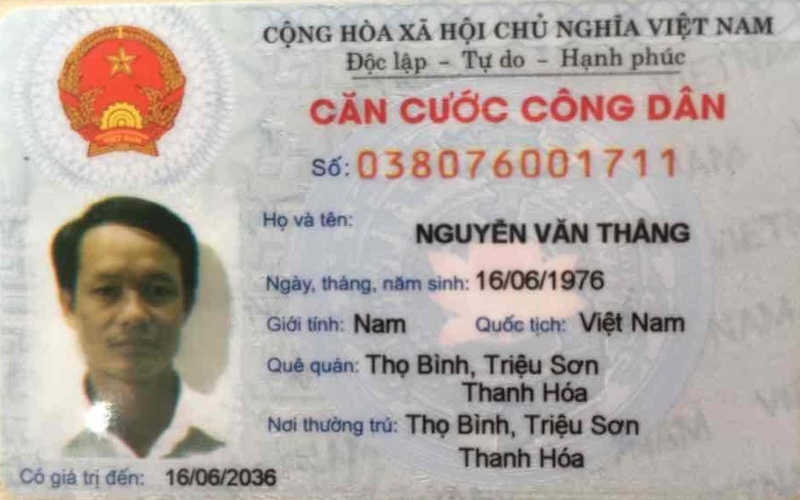 CỘNG HÒA XÃ HỘI CHỦ NGHĨA VIỆT NAM
Độc lập - Tự do - Hạnh phúc
CĂN CƯỚC CÔNG DÂN
Số: 038076001711
Họ và tên: NGUYỄN VĂN THẮNG
Ngày, tháng, năm sinh: 16/06/1976
Giới tính: Nam Quốc tịch: Việt Nam
Quê quán: Thọ Bình, Triệu Sơn
Thanh Hóa
Nơi thường trú: Thọ Bình, Triệu Sơn
Thanh Hóa
Có giá trị đến: 16/06/2036